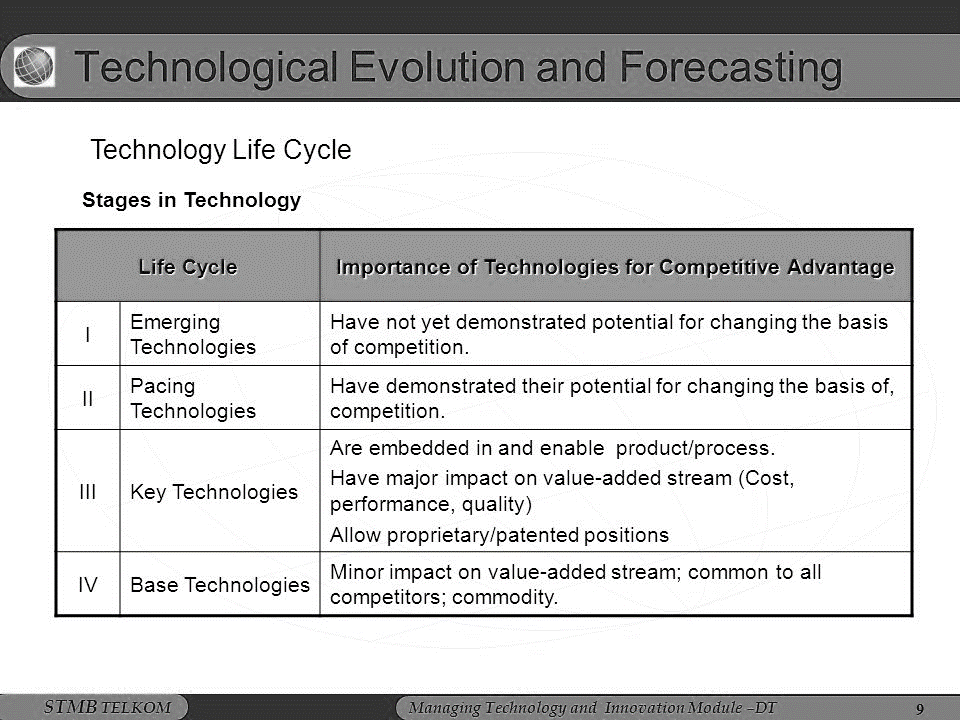 Technological Evolution and Forecasting
Technology Life Cycle
Stages in Technology
Life Cycle
Importance of Technologies for Competitive Advantage
I
Emerging
Technologies
Have not yet demonstrated potential for changing the basis
of competition.
II
Pacing
Technologies
Have demonstrated their potential for changing the basis of,
competition.
III
Key Technologies
Are embedded in and enable product/process.
Have major impact on value-added stream (Cost,
performance, quality)
Allow proprietary/patented positions
IV
Base Technologies
Minor impact on value-added stream; common to all
competitors; commodity.
STMB TELKOM
Managing Technology and Innovation Module –DT
9